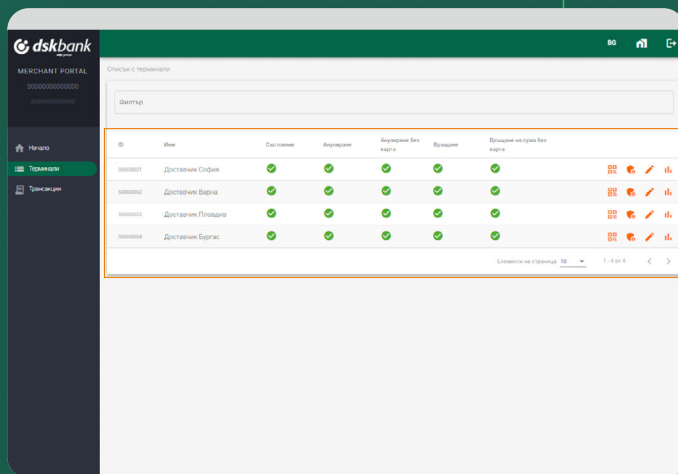 dskbank
BG
MERCHANT PORTAL
S0000000000000
Начало
Терминали
Трансакции
Списък с терминали
Филтър
ID Име Състояние Анулиране Анулиране без карта Връщане Връщане на сума без карта
S0000001 Доставчик София
S0000002 Доставчик Варна
S0000003 Доставчик Пловдив
S0000004 Доставчик Бургас
Елементи на страница 10 1 - 4 от 4